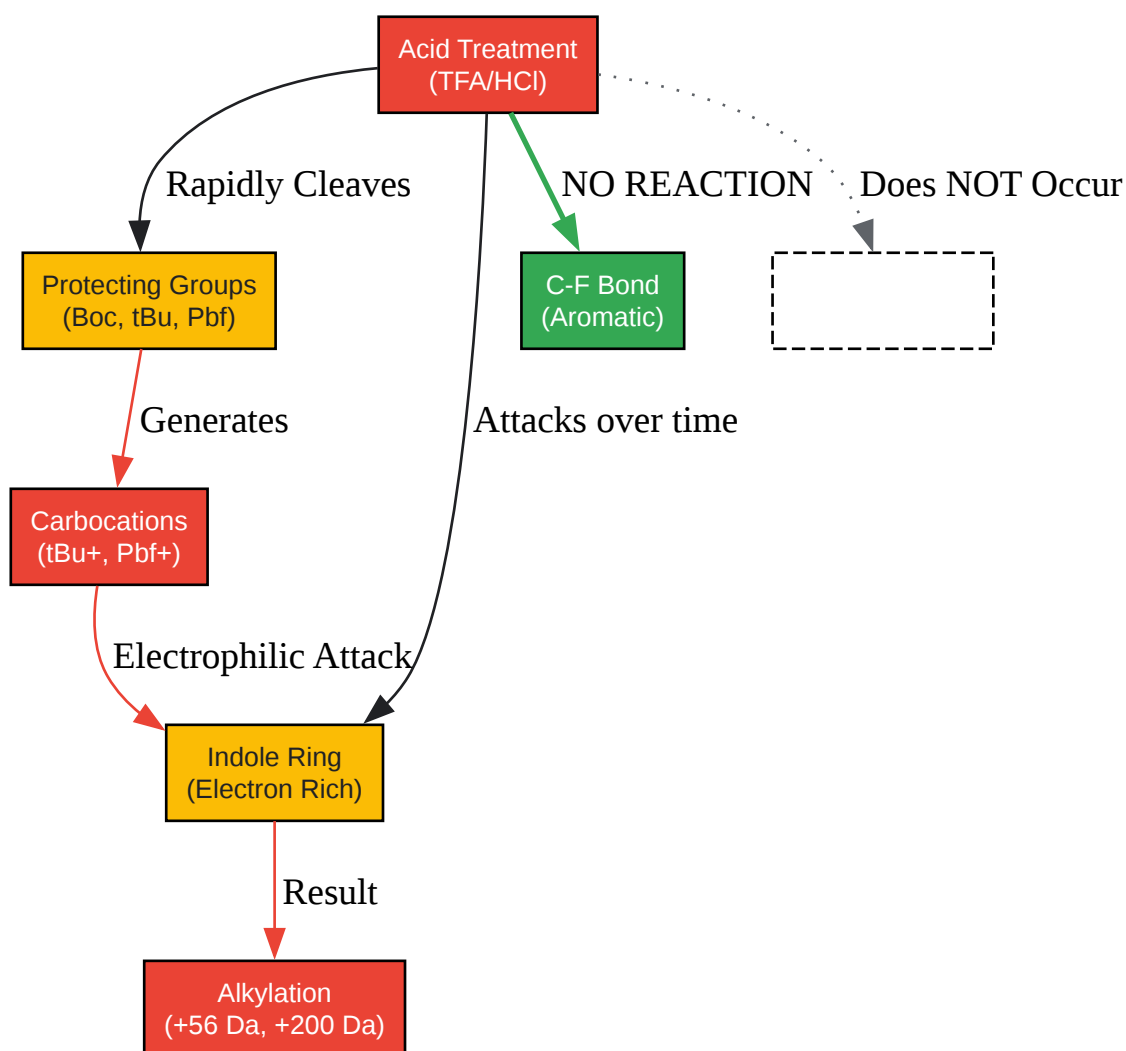 Acid Treatment
(TFA/HCl)
Rapidly Cleaves
NO REACTION
Does NOT Occur
Protecting Groups
(Boc, tBu, Pbf)
C-F Bond
(Aromatic)
Generates
Attacks over time
Carbocations
(tBu+, Pbf+)
Electrophilic Attack
Indole Ring
(Electron Rich)
Result
Alkylation
(+56 Da, +200 Da)